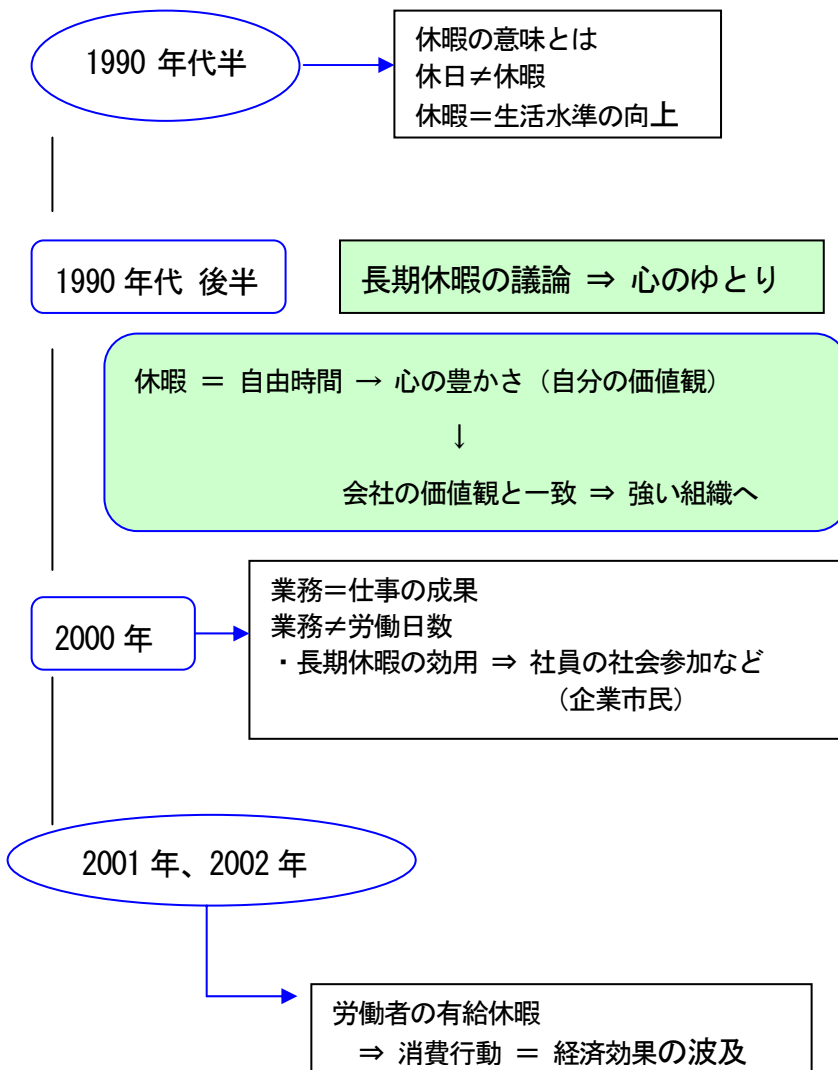 1990 年代半
休暇の意味とは
休日≠休暇
休暇＝生活水準の向上
1990 年代 後半
長期休暇の議論 ⇒ 心のゆとり
休暇 ＝ 自由時間 → 心の豊かさ（自分の価値観）
↓
会社の価値観と一致 ⇒ 強い組織へ
2000 年
業務＝仕事の成果
業務≠労働日数
・長期休暇の効用 ⇒ 社員の社会参加など
（企業市民）
2001 年、2002 年
労働者の有給休暇
⇒ 消費行動 ＝ 経済効果の波及